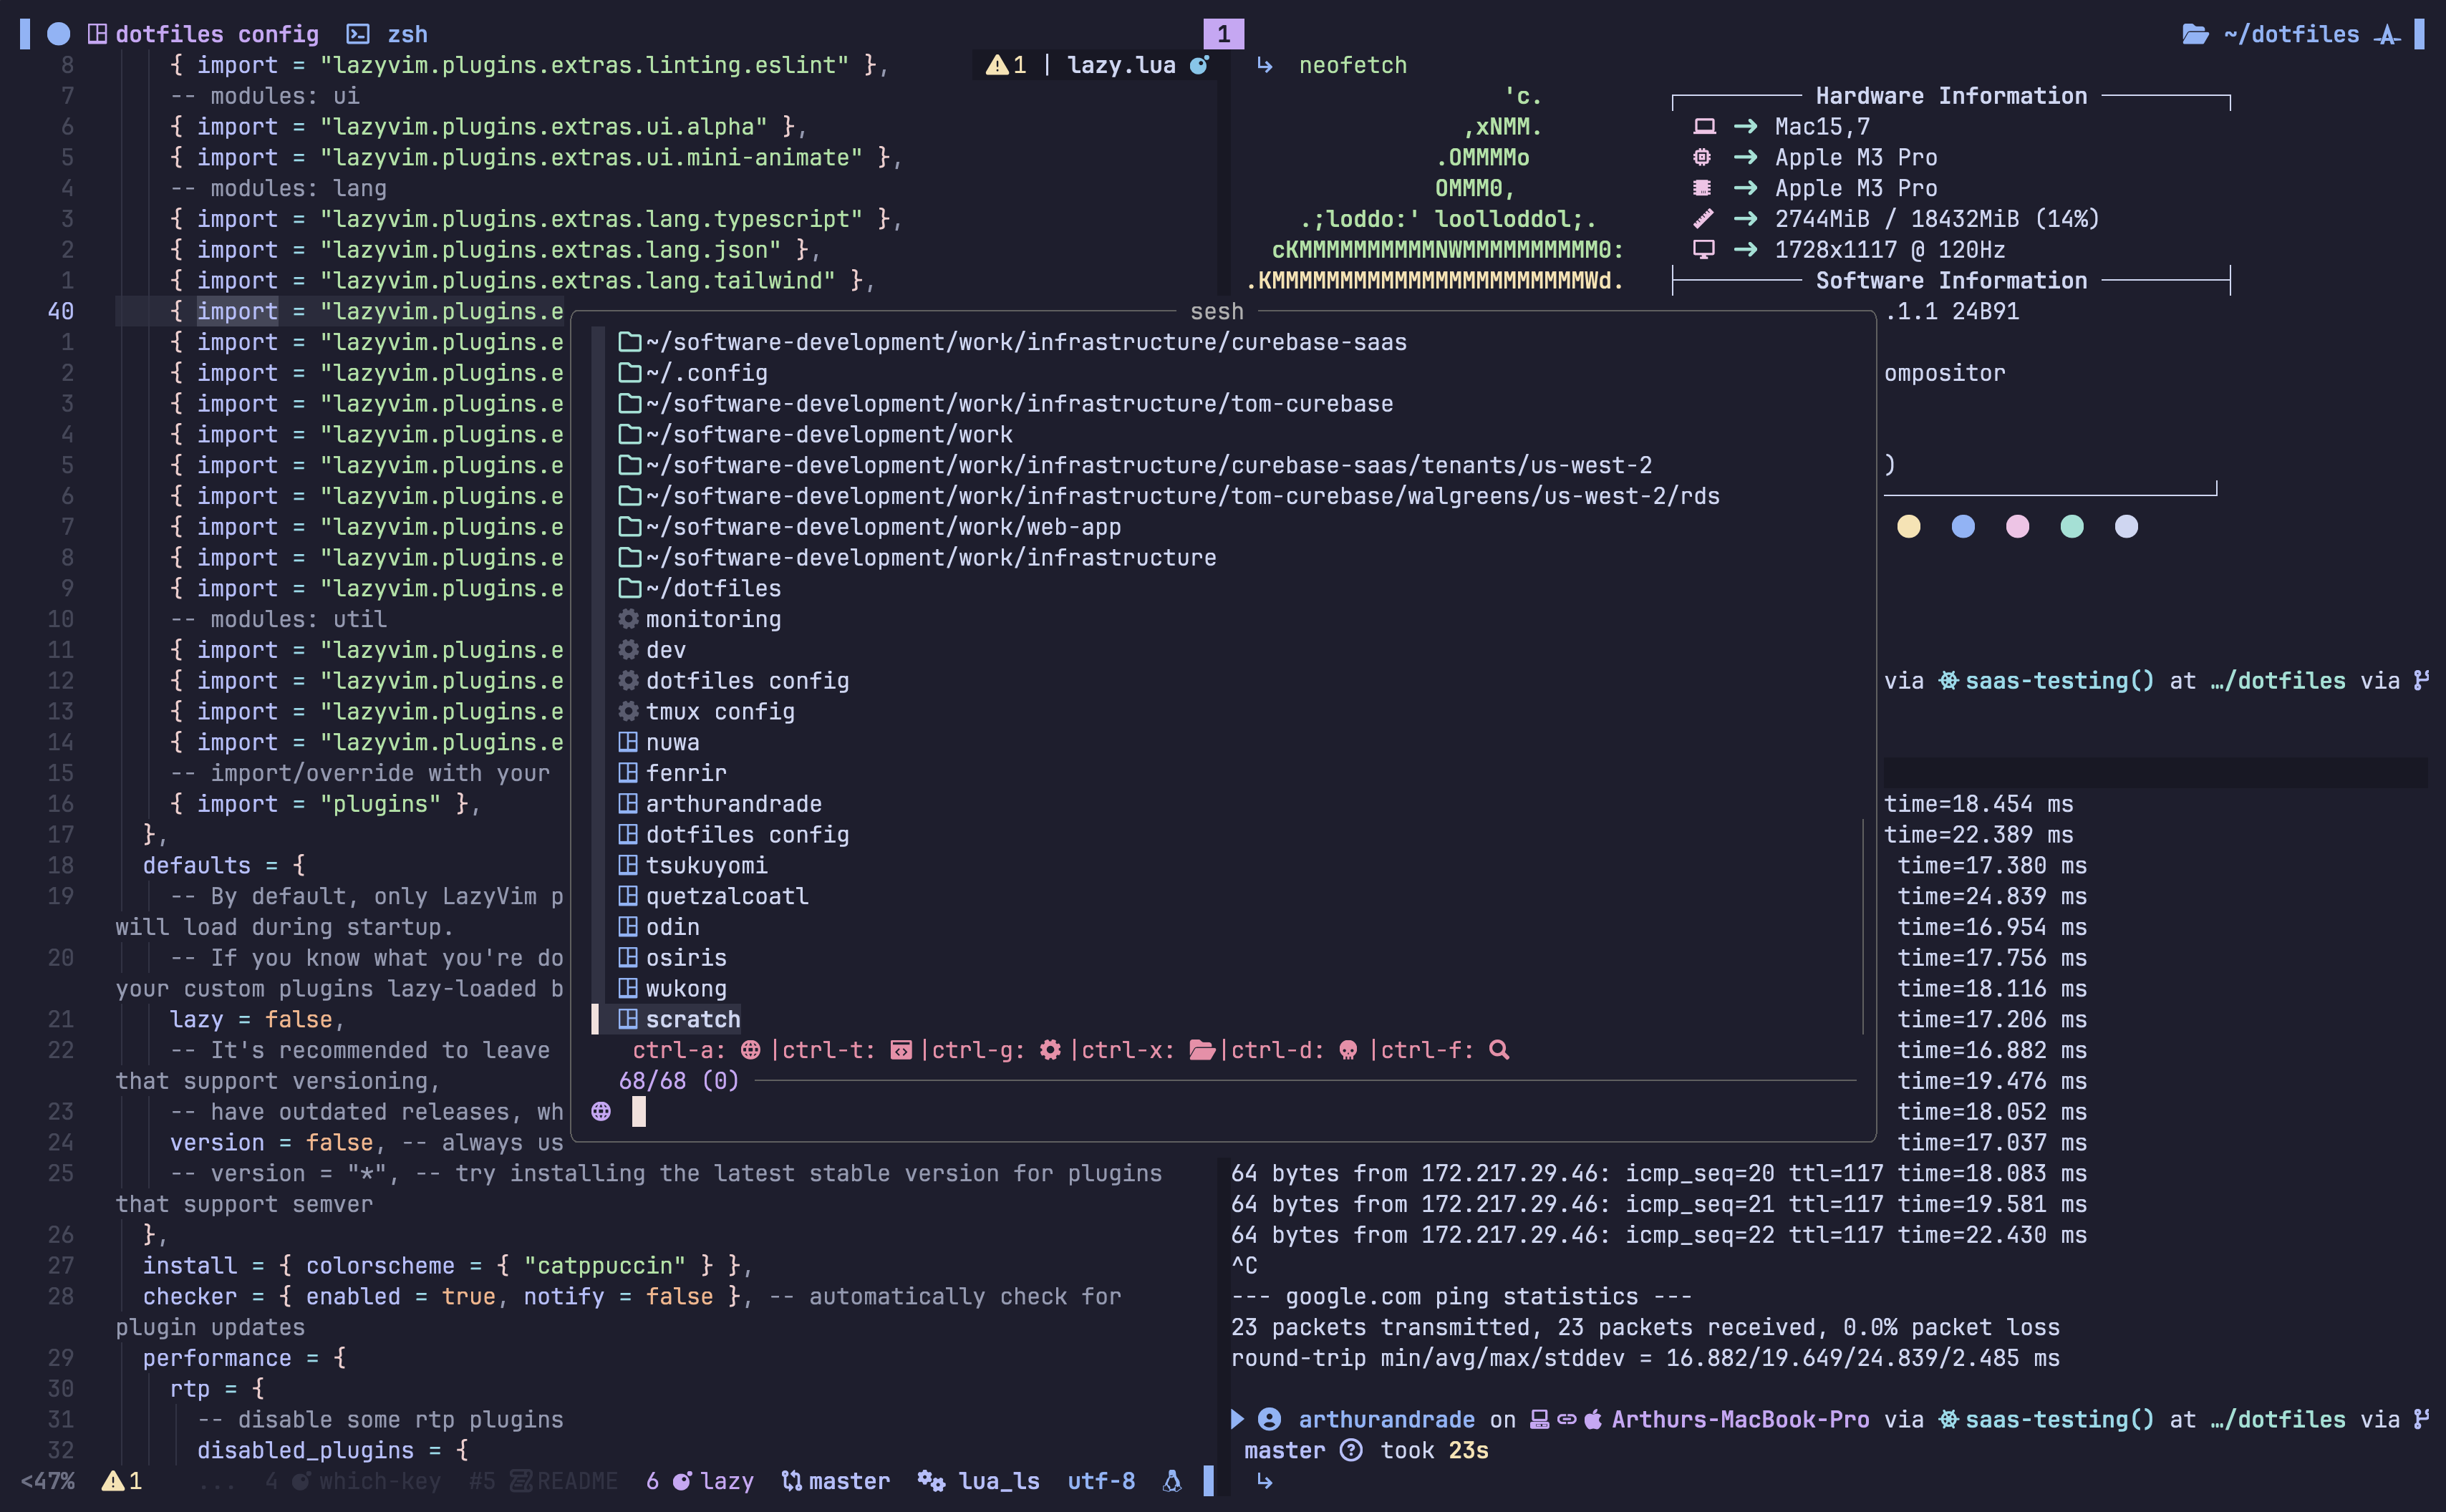 dotfiles config zsh 1 ~/dotfiles
8 { import = "lazyvim.plugins.extras.linting.eslint" },
7 -- modules: ui
6 { import = "lazyvim.plugins.extras.ui.alpha" },
5 { import = "lazyvim.plugins.extras.ui.mini-animate" },
4 -- modules: lang
3 { import = "lazyvim.plugins.extras.lang.typescript" },
2 { import = "lazyvim.plugins.extras.lang.json" },
1 { import = "lazyvim.plugins.extras.lang.tailwind" },
40 { import = "lazyvim.plugins.e
1 { import = "lazyvim.plugins.e
2 { import = "lazyvim.plugins.e
3 { import = "lazyvim.plugins.e
4 { import = "lazyvim.plugins.e
5 { import = "lazyvim.plugins.e
6 { import = "lazyvim.plugins.e
7 { import = "lazyvim.plugins.e
8 { import = "lazyvim.plugins.e
9 { import = "lazyvim.plugins.e
10 -- modules: util
11 { import = "lazyvim.plugins.e
12 { import = "lazyvim.plugins.e
13 { import = "lazyvim.plugins.e
14 { import = "lazyvim.plugins.e
15 -- import/override with your
16 { import = "plugins" },
17 },
18 defaults = {
19 -- By default, only LazyVim p
will load during startup.
20 -- If you know what you're do
your custom plugins lazy-loaded b
21 lazy = false,
22 -- It's recommended to leave
that support versioning,
23 -- have outdated releases, wh
24 version = false, -- always us
25 -- version = "*", -- try installing the latest stable version for plugins
that support semver
26 },
27 install = { colorscheme = { "catppuccin" } },
28 checker = { enabled = true, notify = false }, -- automatically check for
plugin updates
29 performance = {
30 rtp = {
31 -- disable some rtp plugins
32 disabled_plugins = {
<47% 1 ... 4 which-key #5 README 6 lazy master lua_ls utf-8
1 | lazy.lua
sesh
~/software-development/work/infrastructure/curebase-saas
~/.config
~/software-development/work/infrastructure/tom-curebase
~/software-development/work
~/software-development/work/infrastructure/curebase-saas/tenants/us-west-2
~/software-development/work/infrastructure/tom-curebase/walgreens/us-west-2/rds
~/software-development/work/web-app
~/software-development/work/infrastructure
~/dotfiles
monitoring
dev
dotfiles config
tmux config
nuwa
fenrir
arthurandrade
dotfiles config
tsukuyomi
quetzalcoatl
odin
osiris
wukong
scratch
ctrl-a: |ctrl-t: |ctrl-g: |ctrl-x: |ctrl-d: |ctrl-f:
68/68 (0)
neofetch
'c.
,xNMM.
.OMMMMo
OMMM0,
.;loddo:' loolloddol;.
cKMMMMMMMMMMNWMMMMMMMMMM0:
.KMMMMMMMMMMMMMMMMMMMMMMMWd.
Hardware Information
Mac15,7
Apple M3 Pro
Apple M3 Pro
2744MiB / 18432MiB (14%)
1728x1117 @ 120Hz
Software Information
.1.1 24B91
ompositor
)
via saas-testing() at …/dotfiles via
time=18.454 ms
time=22.389 ms
time=17.380 ms
time=24.839 ms
time=16.954 ms
time=17.756 ms
time=18.116 ms
time=17.206 ms
time=16.882 ms
time=19.476 ms
time=18.052 ms
time=17.037 ms
64 bytes from 172.217.29.46: icmp_seq=20 ttl=117 time=18.083 ms
64 bytes from 172.217.29.46: icmp_seq=21 ttl=117 time=19.581 ms
64 bytes from 172.217.29.46: icmp_seq=22 ttl=117 time=22.430 ms
^C
--- google.com ping statistics ---
23 packets transmitted, 23 packets received, 0.0% packet loss
round-trip min/avg/max/stddev = 16.882/19.649/24.839/2.485 ms
arthurandrade on Arthurs-MacBook-Pro via saas-testing() at …/dotfiles via
master took 23s